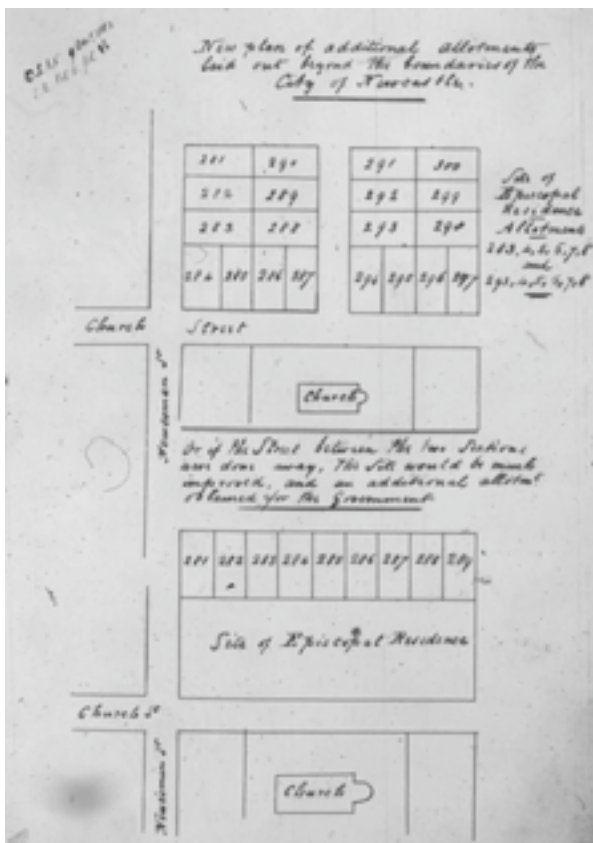 New plan of additional allotments
laid out beyond the boundaries of the
City of Newcastle.
281 290
282 289
283 288
284 285 286 287
291 300
292 299
293 298
294 295 296 297
Site of
Episcopal
Residence
Allotments
283, 4, 5, 6, 7, 8
and
293, 4, 5, 6, 7, 8
Church Street
Newcomen St
Church
Or if the Street between the two Sections
were done away, the Site would be much
improved, and an additional allotmt
obtained for the Government
281 282 283 284 285 286 287 288 289
Site of Episcopal Residence
Church St
Newcomen St
Church